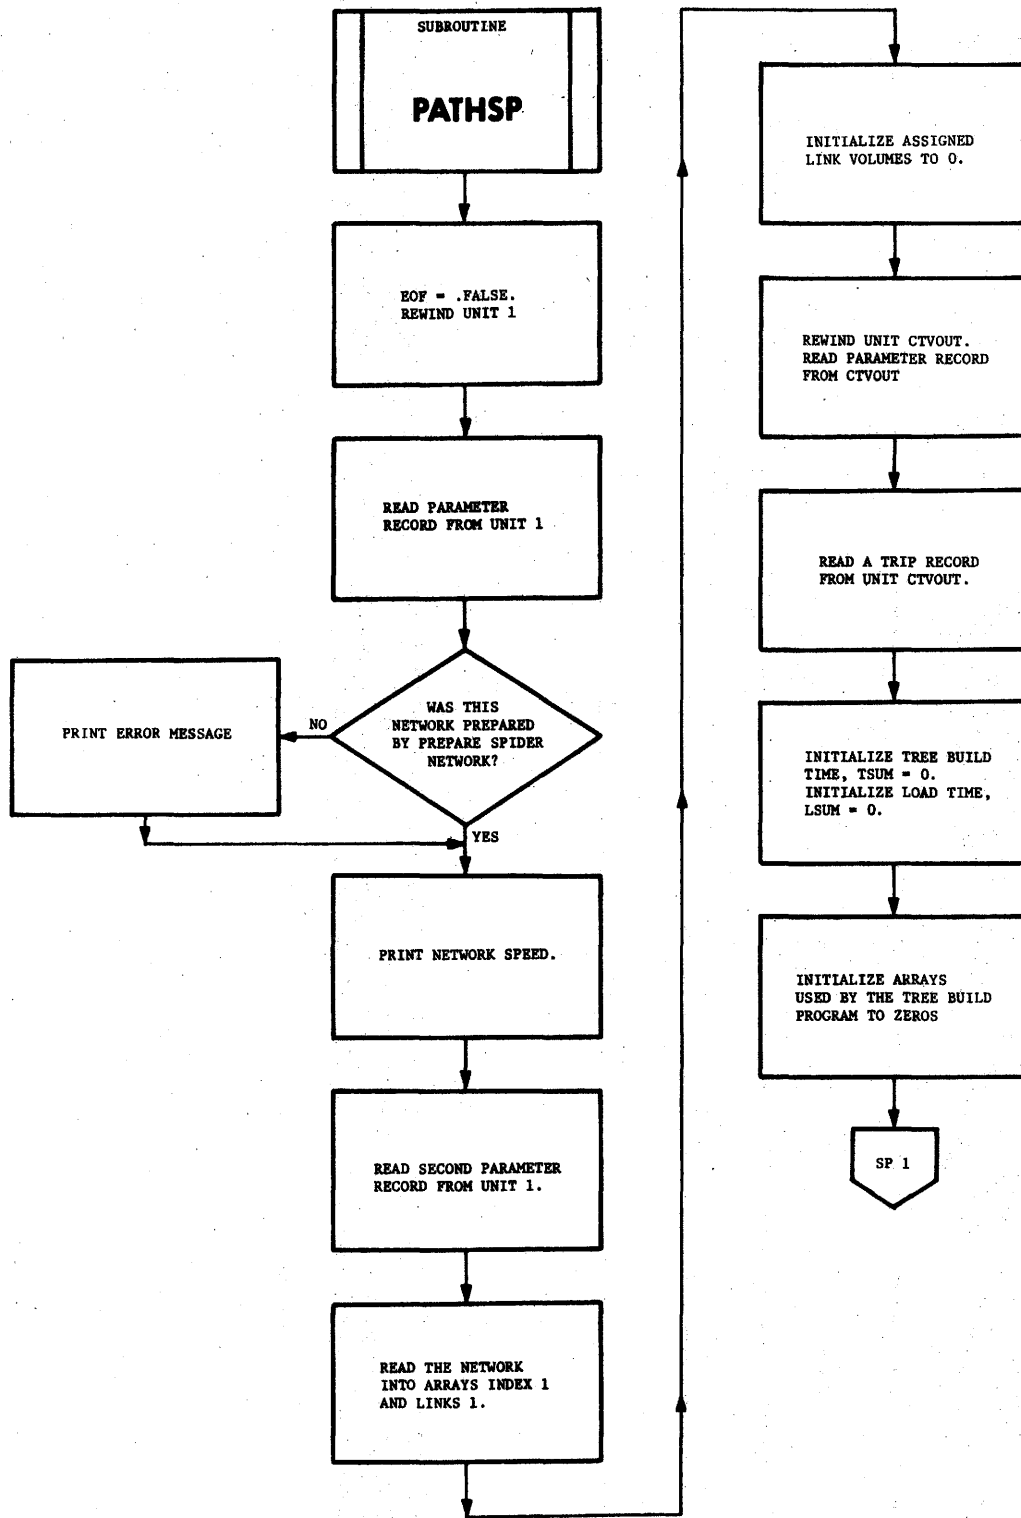 SUBROUTINE
PATHSP
EOF = .FALSE.
REWIND UNIT 1
READ PARAMETER
RECORD FROM UNIT 1
WAS THIS
NETWORK PREPARED
BY PREPARE SPIDER
NETWORK?
NO
PRINT ERROR MESSAGE
YES
PRINT NETWORK SPEED.
READ SECOND PARAMETER
RECORD FROM UNIT 1.
READ THE NETWORK
INTO ARRAYS INDEX 1
AND LINKS 1.
INITIALIZE ASSIGNED
LINK VOLUMES TO 0.
REWIND UNIT CTVOUT.
READ PARAMETER RECORD
FROM CTVOUT
READ A TRIP RECORD
FROM UNIT CTVOUT.
INITIALIZE TREE BUILD
TIME, TSUM = 0.
INITIALIZE LOAD TIME,
LSUM = 0.
INITIALIZE ARRAYS
USED BY THE TREE BUILD
PROGRAM TO ZEROS
SP 1